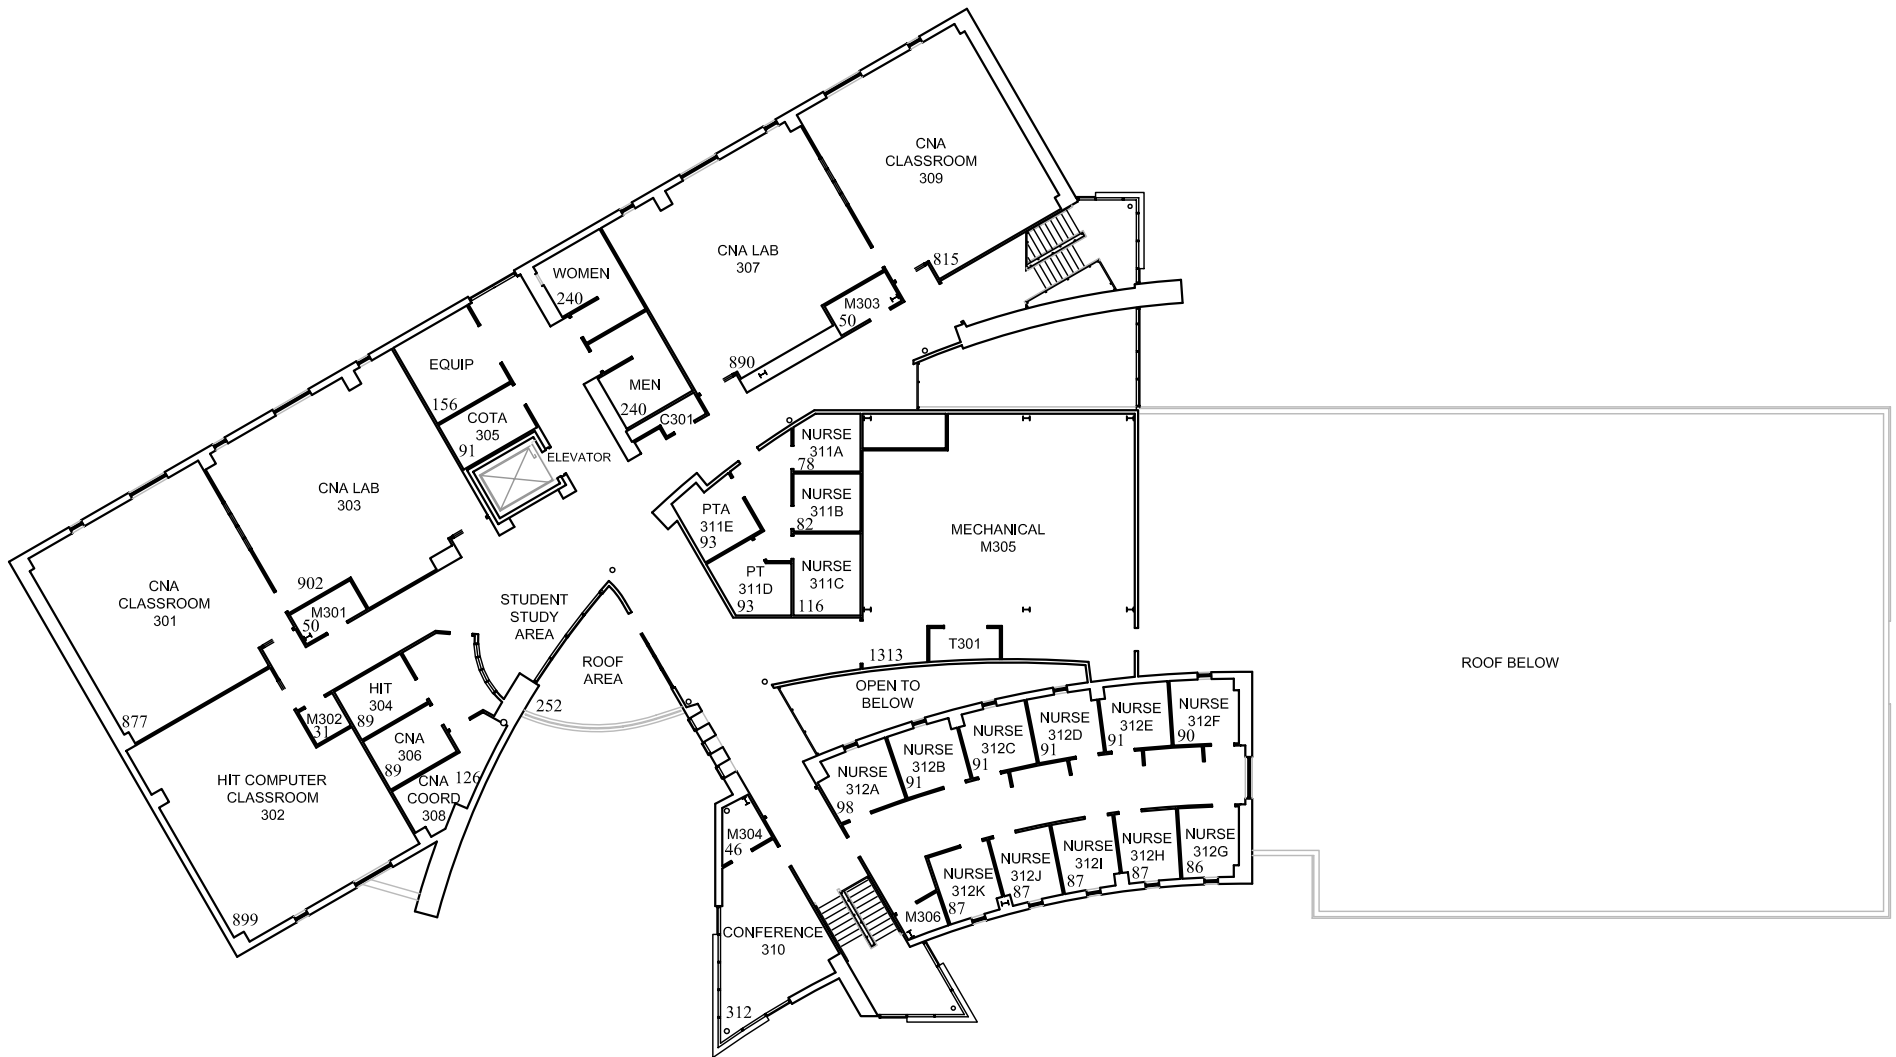 CNA
CLASSROOM
309
815
CNA LAB
307
890
M303
50
WOMEN
240
MEN
240
C301
EQUIP
156
COTA
305
91
ELEVATOR
CNA LAB
303
902
M301
50
CNA
CLASSROOM
301
877
NURSE
311A
78
NURSE
311B
82
NURSE
311C
116
PTA
311E
93
PT
311D
93
MECHANICAL
M305
T301
1313
STUDENT
STUDY
AREA
252
ROOF
AREA
OPEN TO
BELOW
ROOF BELOW
HIT
304
89
M302
31
CNA
306
89
CNA
COORD
308
126
HIT COMPUTER
CLASSROOM
302
899
NURSE
312A
98
NURSE
312B
91
NURSE
312C
91
NURSE
312D
91
NURSE
312E
91
NURSE
312F
90
NURSE
312G
86
NURSE
312H
87
NURSE
312I
87
NURSE
312J
87
NURSE
312K
87
M306
M304
46
CONFERENCE
310
312